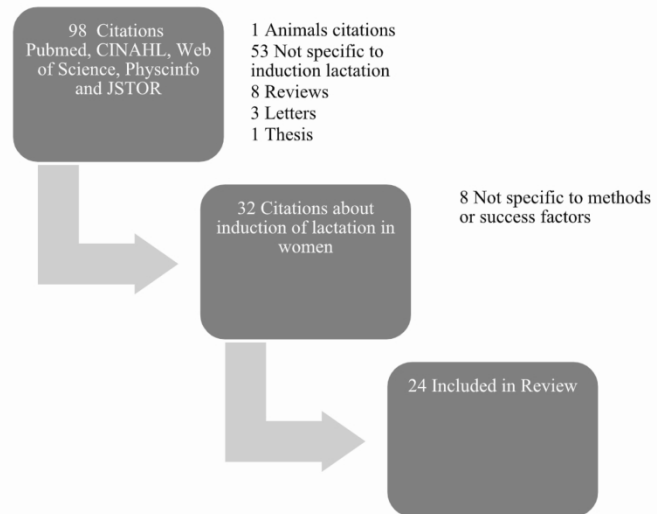 98 Citations
Pubmed, CINAHL, Web
of Science, Physcinfo
and JSTOR
1 Animals citations
53 Not specific to
induction lactation
8 Reviews
3 Letters
1 Thesis
32 Citations about
induction of lactation in
women
8 Not specific to methods
or success factors
24 Included in Review